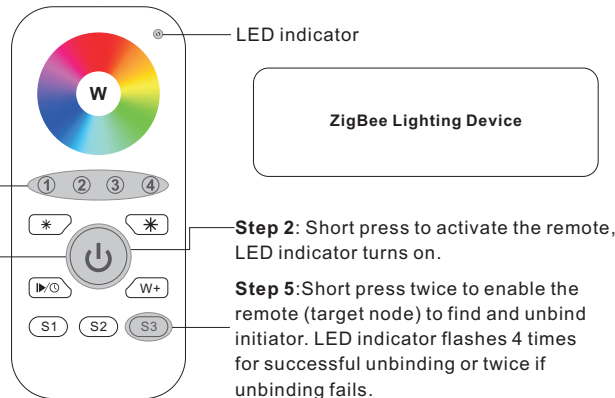 LED indicator
W
ZigBee Lighting Device
1 2 3 4
Step 2: Short press to activate the remote,
LED indicator turns on.
W+
Step 5:Short press twice to enable the
remote (target node) to find and unbind
initiator. LED indicator flashes 4 times
for successful unbinding or twice if
unbinding fails.
S1 S2 S3